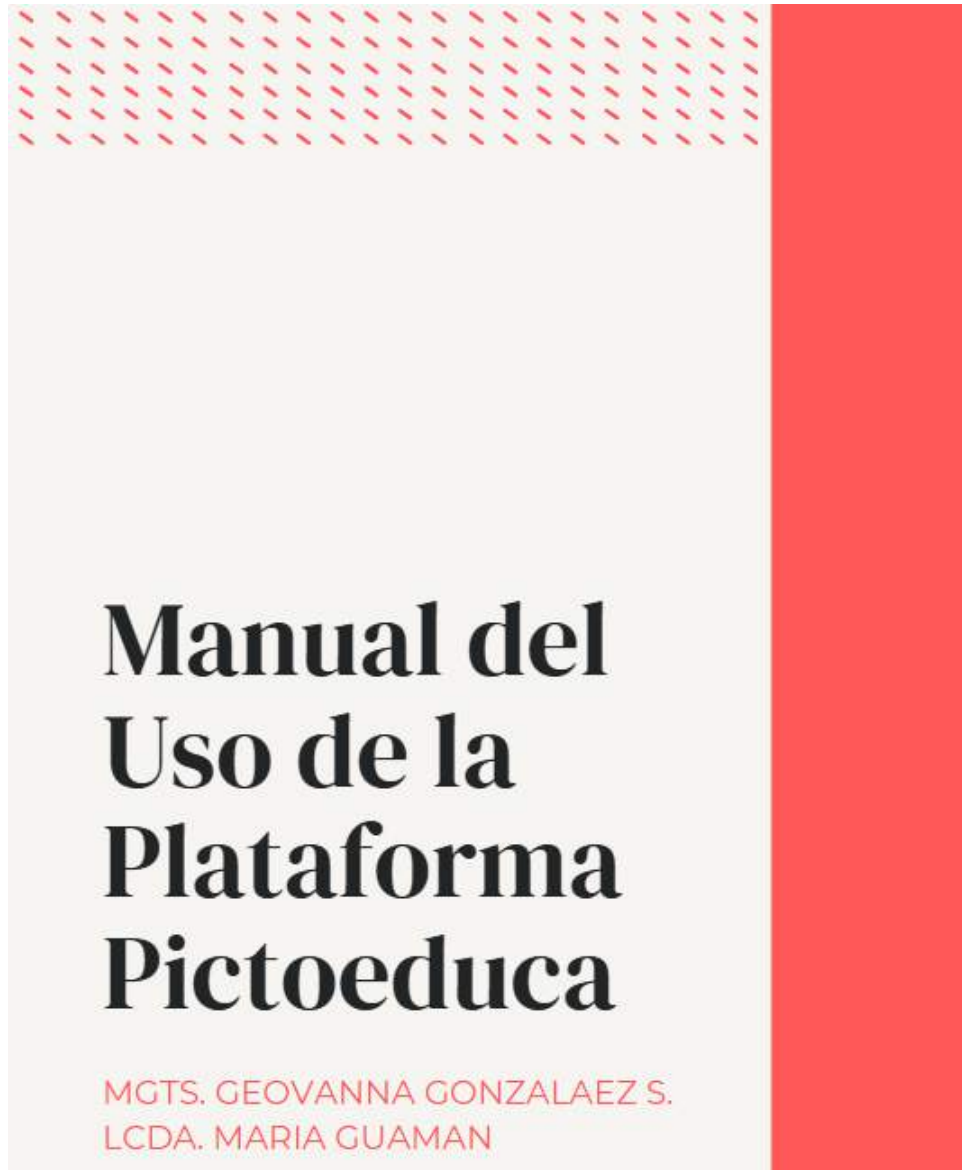 Manual del
Uso de la
Plataforma
Pictoeduca
MGTS. GEOVANNA GONZALAEZ S.
LCDA. MARIA GUAMAN